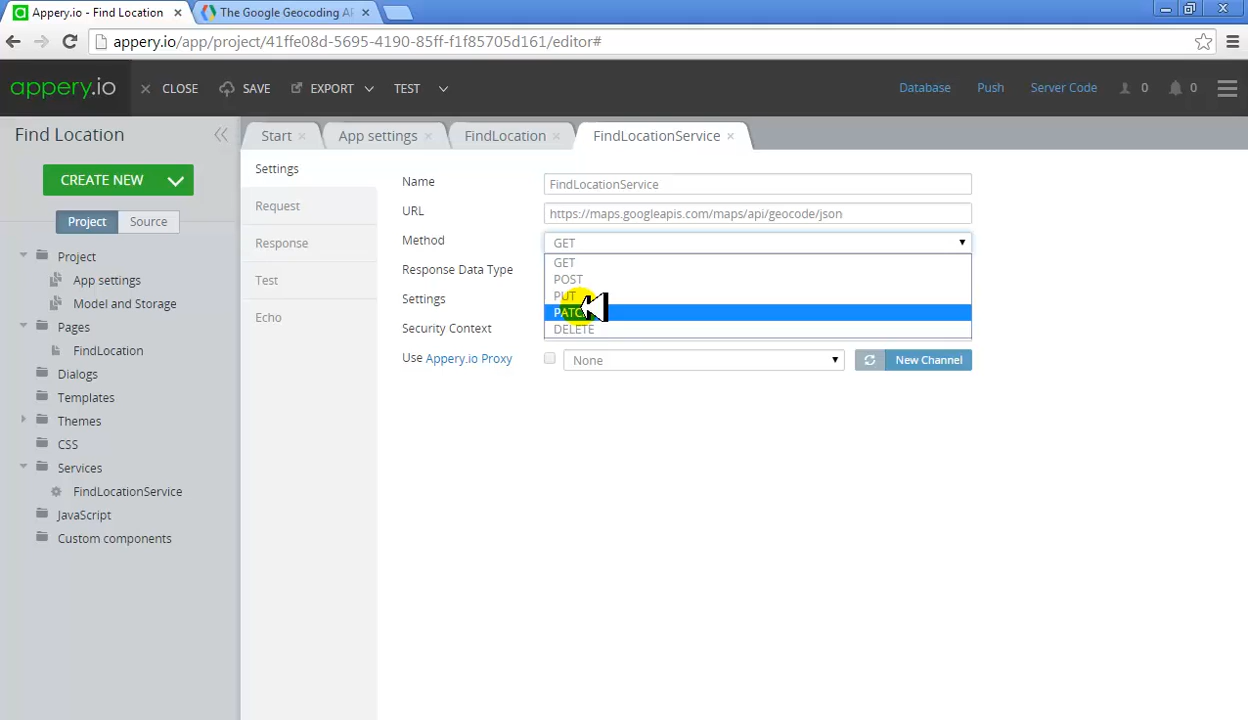 Appery.io - Find Location
The Google Geocoding AP
appery.io/app/project/41ffe08d-5695-4190-85ff-f1f85705d161/editor#
appery.io
CLOSE
SAVE
EXPORT
TEST
Database
Push
Server Code
0
0
Find Location
Start
App settings
FindLocation
FindLocationService
CREATE NEW
Project
Source
Project
App settings
Model and Storage
Pages
FindLocation
Dialogs
Templates
Themes
CSS
Services
FindLocationService
JavaScript
Custom components
Settings
Request
Response
Test
Echo
Name
FindLocationService
URL
https://maps.googleapis.com/maps/api/geocode/json
Method
GET
GET
POST
PUT
PATCH
DELETE
Response Data Type
Settings
Security Context
Use Appery.io Proxy
None
New Channel